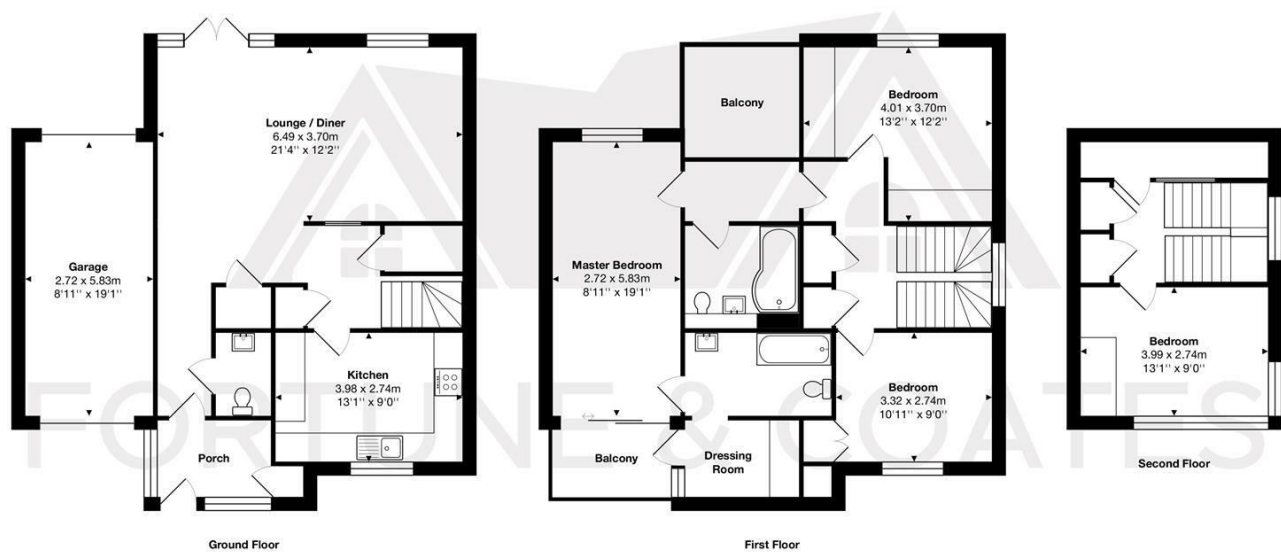 Lounge / Diner
6.49 x 3.70m
21'4'' x 12'2''
Garage
2.72 x 5.83m
8'11'' x 19'1''
Kitchen
3.98 x 2.74m
13'1'' x 9'0''
Porch
Ground Floor
Balcony
Bedroom
4.01 x 3.70m
13'2'' x 12'2''
Master Bedroom
2.72 x 5.83m
8'11'' x 19'1''
Bedroom
3.32 x 2.74m
10'11'' x 9'0''
Balcony
Dressing
Room
First Floor
Bedroom
3.99 x 2.74m
13'1'' x 9'0''
Second Floor
FORTUNE & COATES